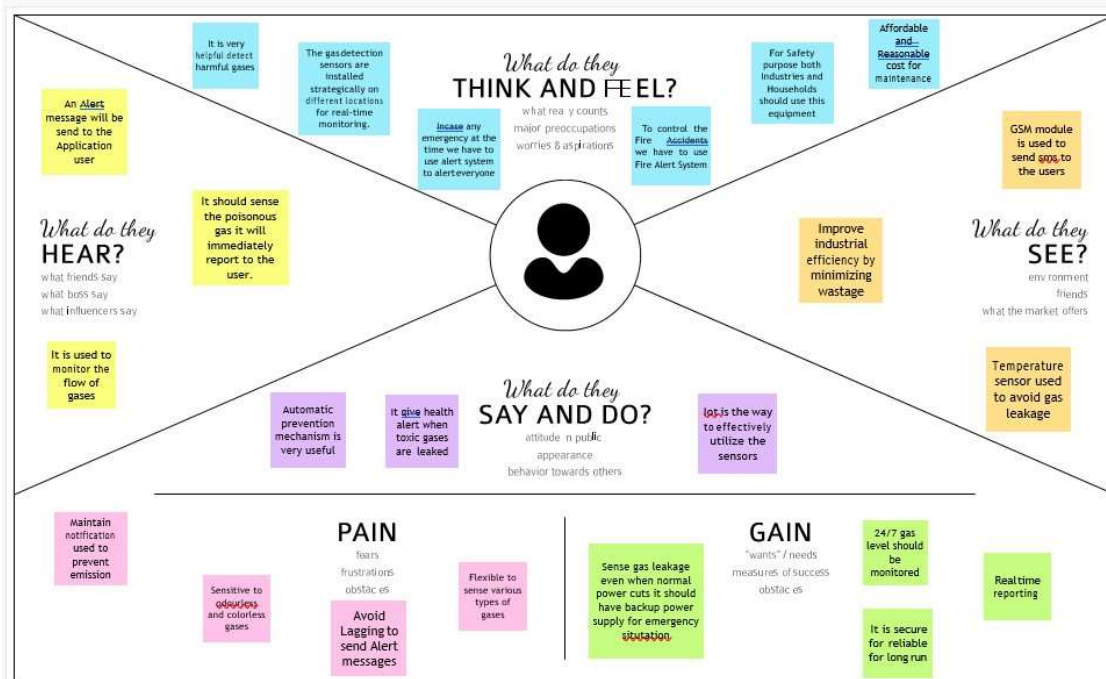 It is very
helpful detect
harmful gases
The gas detection
sensors are
installed
strategically on
different locations
for real-time
monitoring.
What do they
THINK AND FEEL?
what rea y counts
major preoccupations
worries & aspirations
Incase any
emergency at the
time we have to
use alert system
to alert everyone
To control the
Fire Accidents
we have to use
Fire Alert System
For Safety
purpose both
Industries and
Households
should use this
equipment
Affordable
and
Reasonable
cost for
maintenance
An Alert
message will be
send to the
Application
user
It should sense
the poisonous
gas it will
immediately
report to the
user.
What do they
HEAR?
what friends say
what boss say
what influencers say
It is used to
monitor the
flow of
gases
GSM module
is used to
send sms to
the users
Improve
industrial
efficiency by
minimizing
wastage
What do they
SEE?
env ronment
friends
what the market offers
Temperature
sensor used
to avoid gas
leakage
What do they
SAY AND DO?
attitude n public
appearance
behavior towards others
Automatic
prevention
mechanism is
very useful
It give health
alert when
toxic gases
are leaked
Iot is the way
to effectively
utilize the
sensors
PAIN
fears
frustrations
obstac es
Maintain
notification
used to
prevent
emission
Sensitive to
odourless
and colorless
gases
Avoid
Lagging to
send Alert
messages
Flexible to
sense various
types of
gases
GAIN
"wants" / needs
measures of success
obstac es
Sense gas leakage
even when normal
power cuts it should
have backup power
supply for emergency
situtation
24/7 gas
level should
be
monitored
Real time
reporting
It is secure
for reliable
for long run